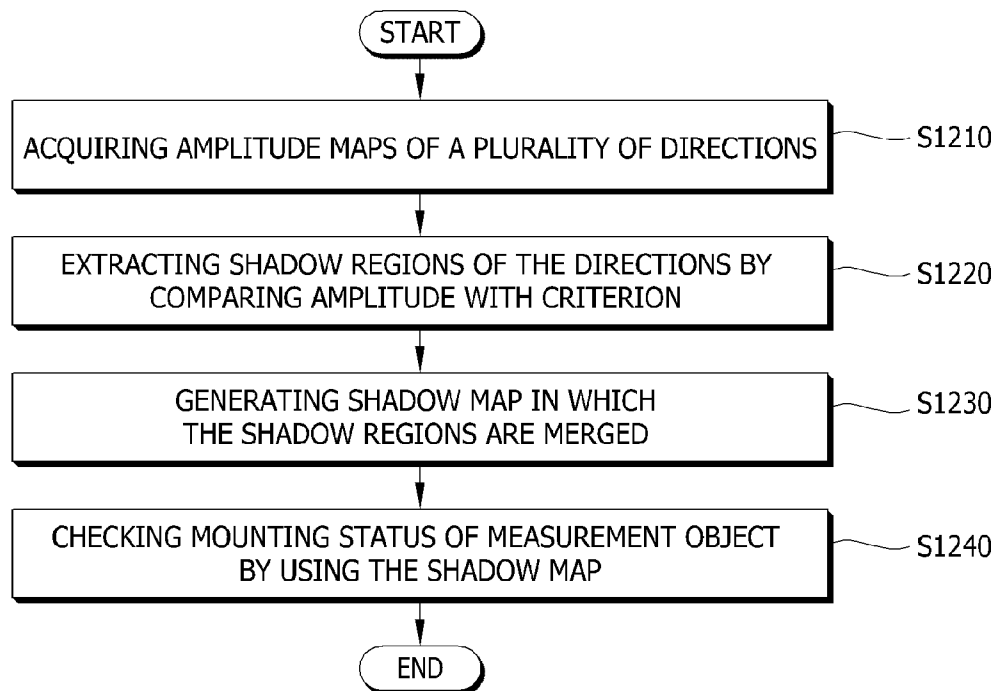 START
ACQUIRING AMPLITUDE MAPS OF A PLURALITY OF DIRECTIONS
S1210
EXTRACTING SHADOW REGIONS OF THE DIRECTIONS BY
COMPARING AMPLITUDE WITH CRITERION
S1220
GENERATING SHADOW MAP IN WHICH
THE SHADOW REGIONS ARE MERGED
S1230
CHECKING MOUNTING STATUS OF MEASUREMENT OBJECT
BY USING THE SHADOW MAP
S1240
END